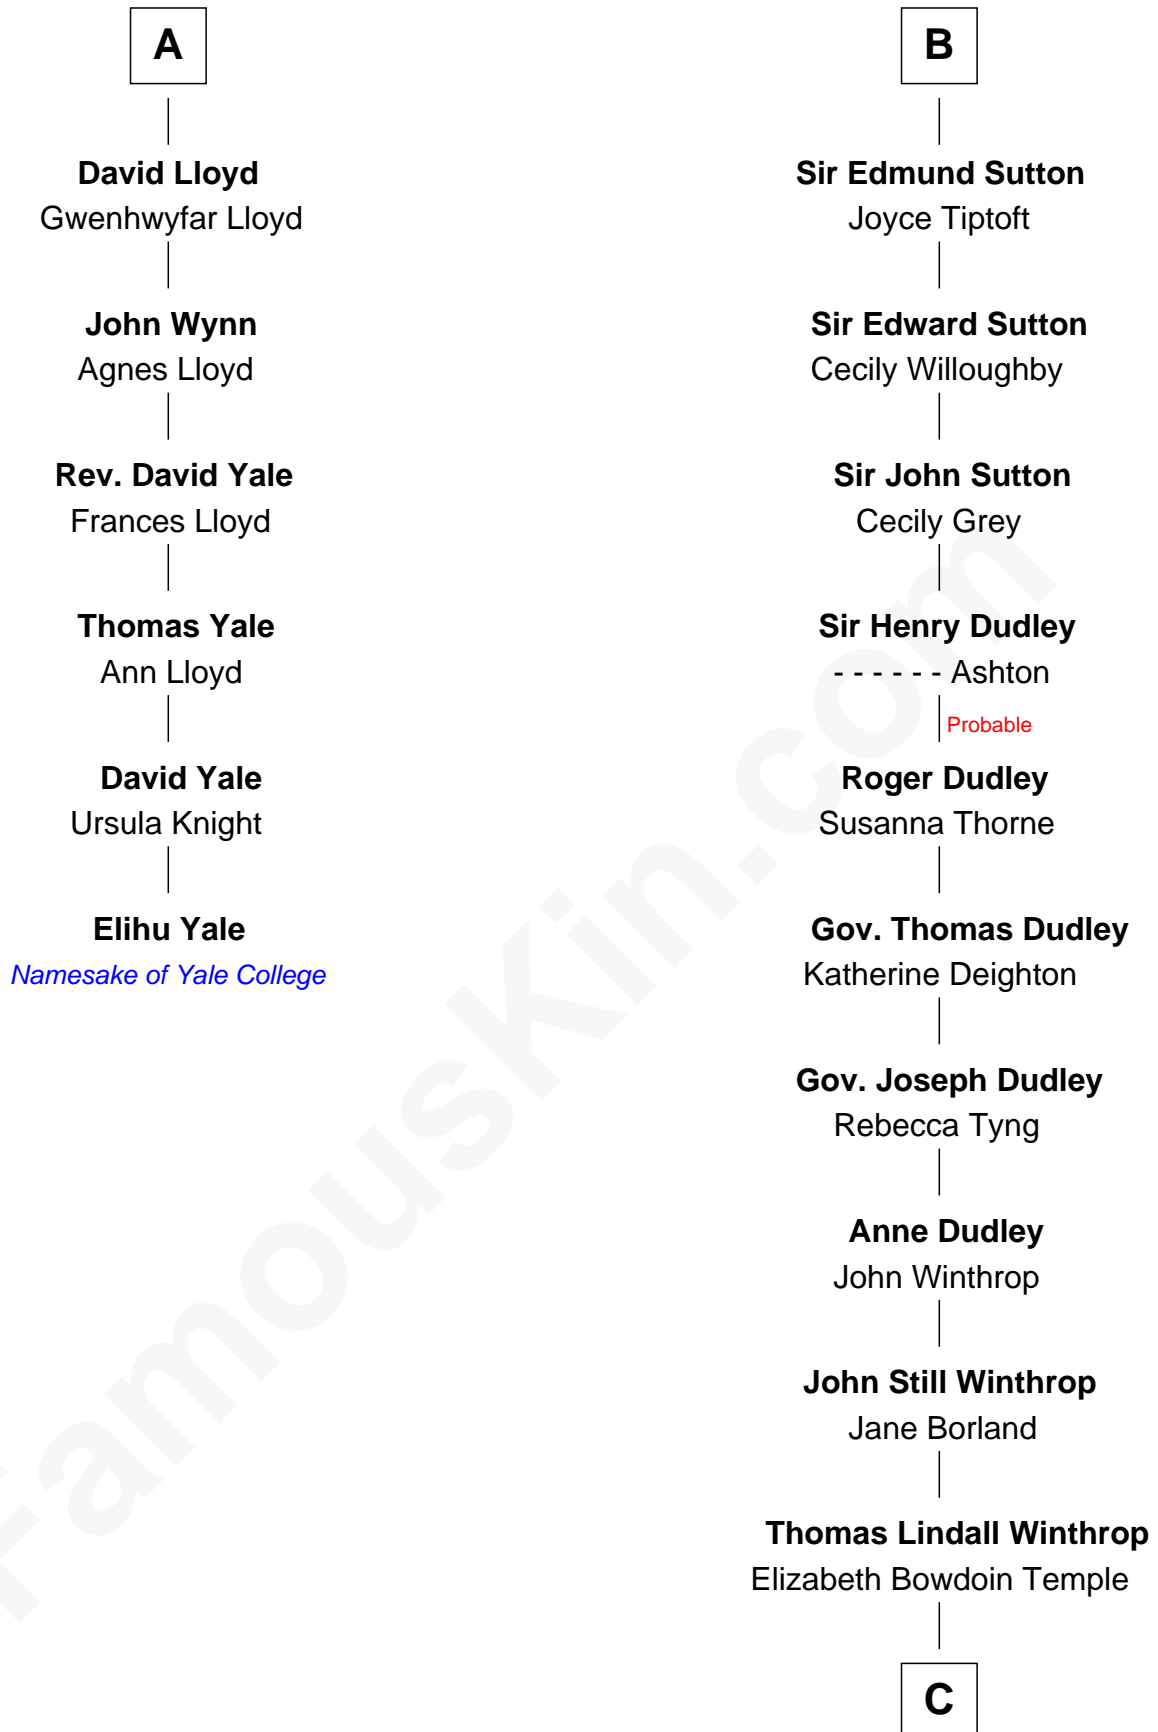 A
David Lloyd
Gwenhwyfar Lloyd
John Wynn
Agnes Lloyd
Rev. David Yale
Frances Lloyd
Thomas Yale
Ann Lloyd
David Yale
Ursula Knight
Elihu Yale
Namesake of Yale College
B
Sir Edmund Sutton
Joyce Tiptoft
Sir Edward Sutton
Cecily Willoughby
Sir John Sutton
Cecily Grey
Sir Henry Dudley
- - - - - - Ashton
Probable
Roger Dudley
Susanna Thorne
Gov. Thomas Dudley
Katherine Deighton
Gov. Joseph Dudley
Rebecca Tyng
Anne Dudley
John Winthrop
John Still Winthrop
Jane Borland
Thomas Lindall Winthrop
Elizabeth Bowdoin Temple
C
FamousKin.com